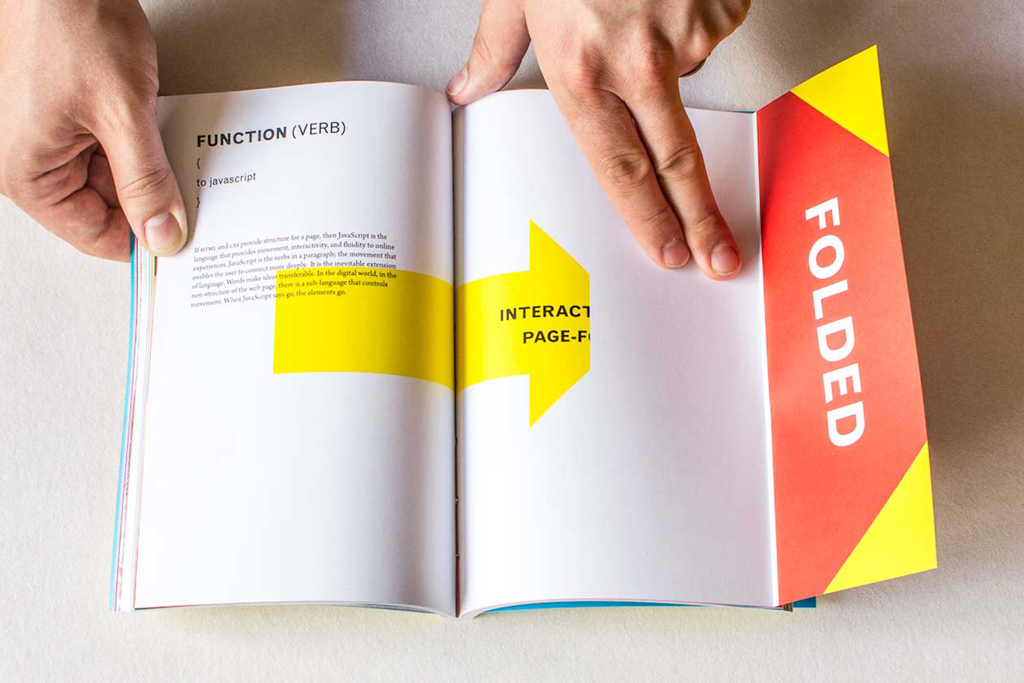 FUNCTION (VERB)
{
to javascript
}
If HTML and CSS provide structure for a page, then JavaScript is the
language that provides movement, interactivity, and fluidity to online
experiences. JavaScript is the verbs in a paragraph; the movement that
enables the user to connect more deeply. It is the inevitable extension
of language. Words make ideas transferable. In the digital world, in the
non-structure of the web page, there is a sub-language that controls
movement. When JavaScript says go, the elements go.
INTERACT
PAGE-F
FOLDED